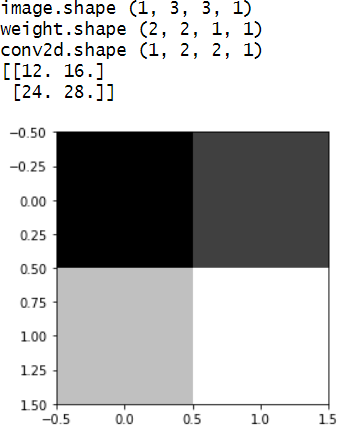 image.shape (1, 3, 3, 1)
weight.shape (2, 2, 1, 1)
conv2d.shape (1, 2, 2, 1)
[[12. 16.]
 [24. 28.]]
−0.50
−0.25
0.00
0.25
0.50
0.75
1.00
1.25
1.50
−0.5 0.0 0.5 1.0 1.5